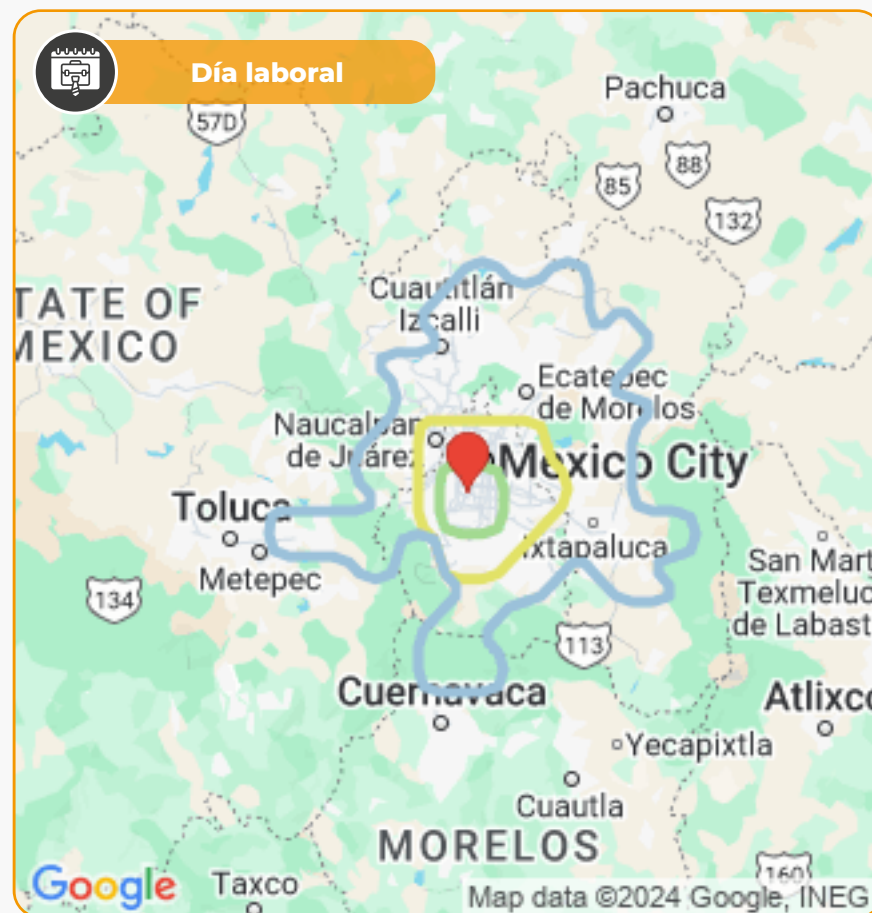 Día laboral
Pachuca
57D
88
85
132
Cuautitlán
Izcalli
TATE OF
MEXICO
Ecatepec
de Morelos
Naucalpan
de Juárez
Mexico City
Toluca
Metepec
Ixtapaluca
San Mart
Texmeluc
de Labast
134
113
Cuernavaca
Atlixco
Yecapixtla
Cuautla
MORELOS
160
Google
Taxco
Map data ©2024 Google, INEG